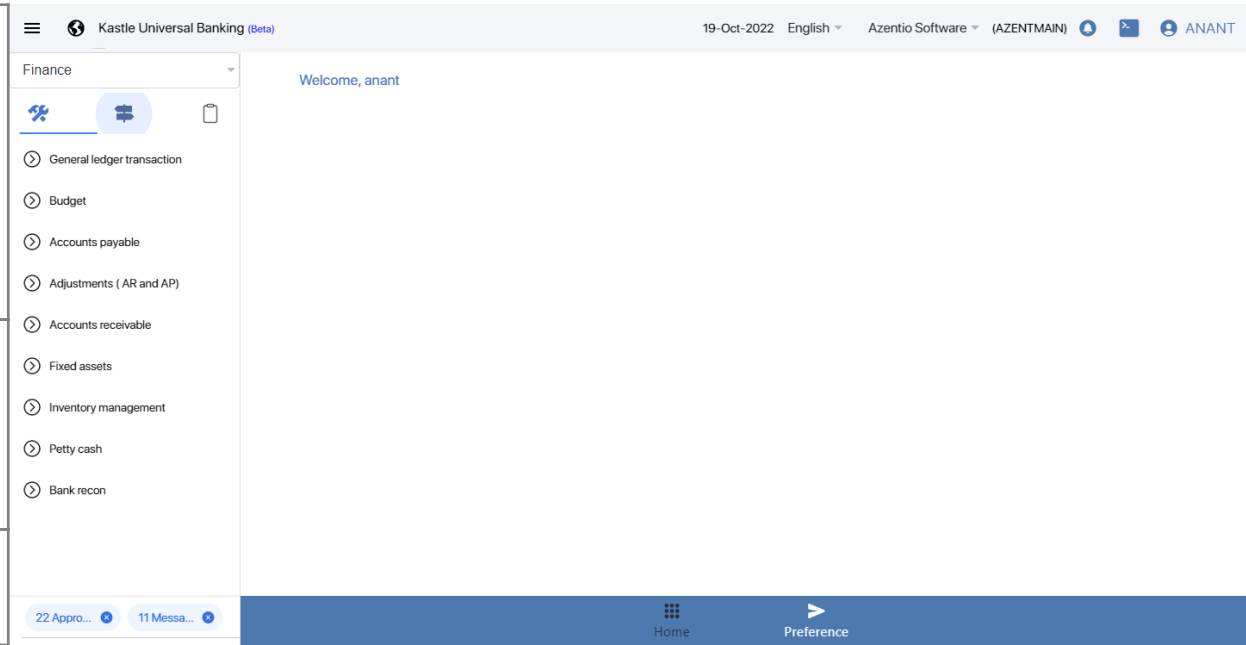 Kastle Universal Banking (Beta)
19-Oct-2022 English Azentio Software (AZENTMAIN) ANANT
Finance
Welcome, anant
General ledger transaction
Budget
Accounts payable
Adjustments ( AR and AP)
Accounts receivable
Fixed assets
Inventory management
Petty cash
Bank recon
22 Appro... 11 Messa...
Home Preference